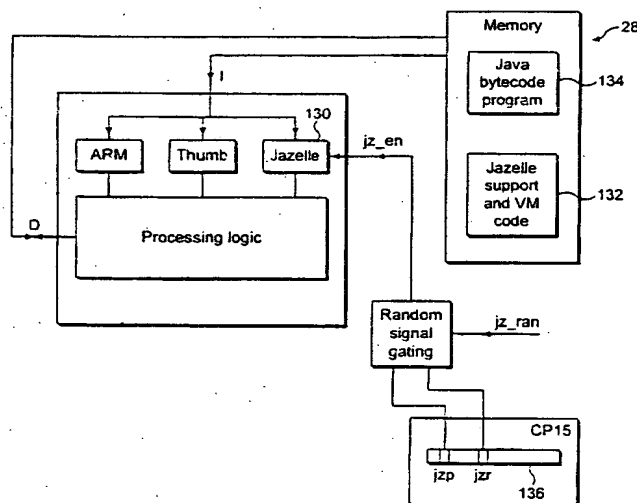 Memory
28
Java
bytecode
program
134
Jazelle
support
and VM
code
132
I
130
ARM
Thumb
Jazelle
jz_en
D
Processing logic
Random
signal
gating
jz_ran
CP15
jzp
jzr
136